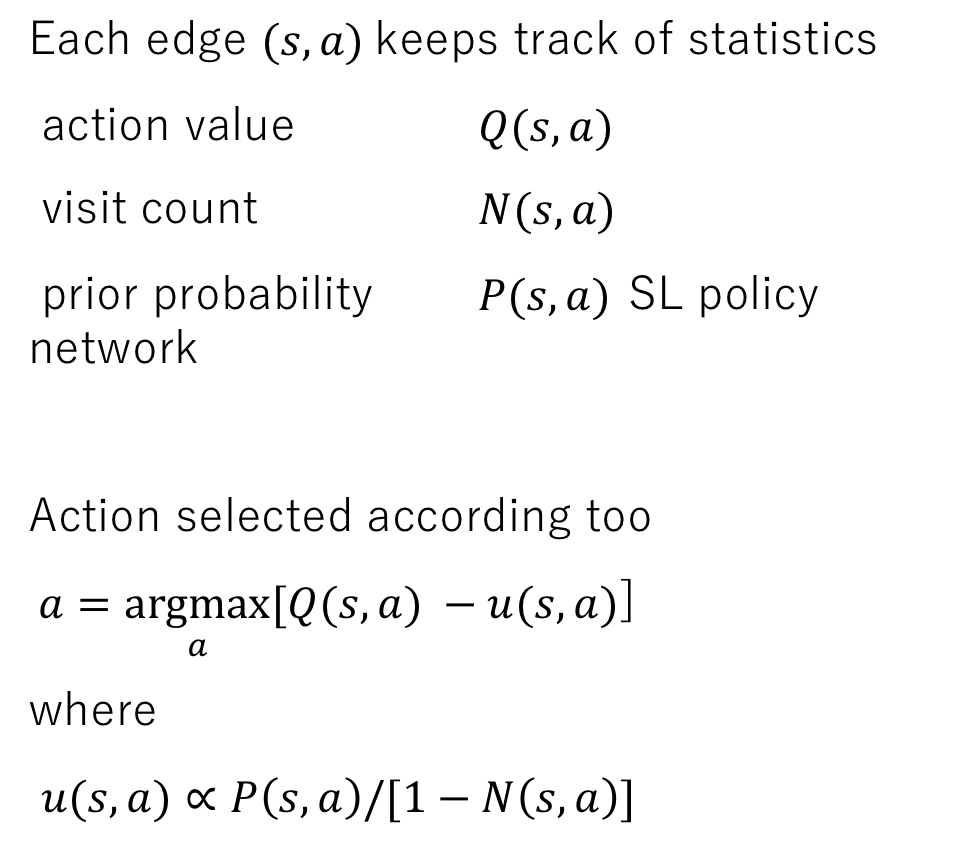 Each edge (s, a) keeps track of statistics
action value Q(s, a)
visit count N(s, a)
prior probability P(s, a) SL policy
network
Action selected according too
a = argmax[Q(s, a) − u(s, a)]
a
where
u(s, a) ∝ P(s, a)/[1 − N(s, a)]